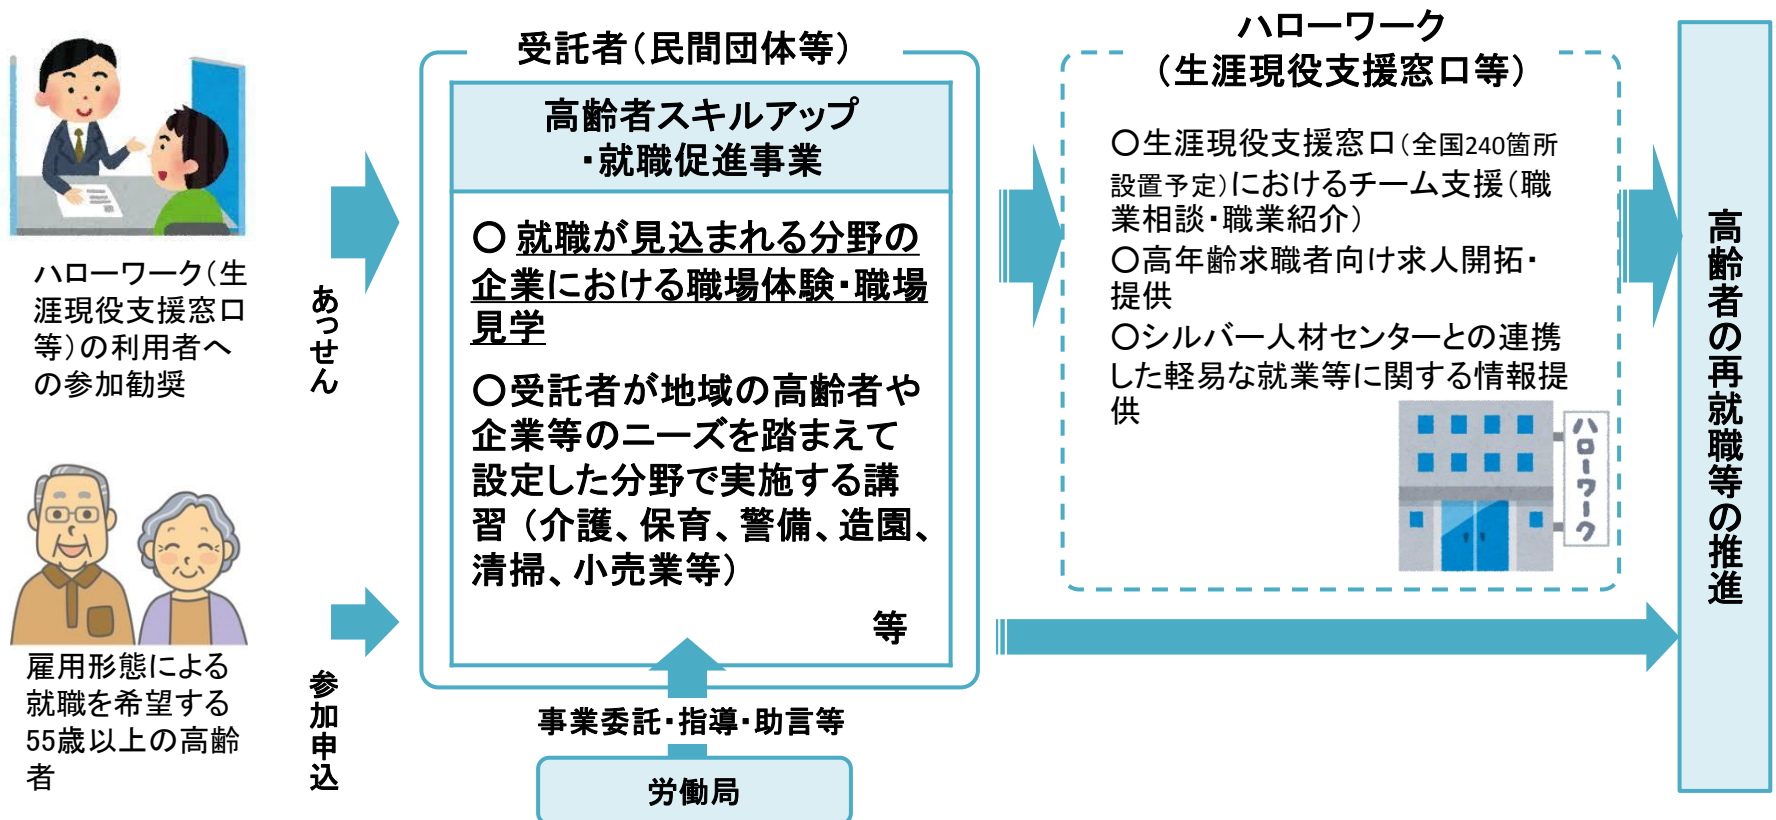 ハローワーク（生
涯現役支援窓口
等）の利用者へ
の参加勧奨
雇用形態による
就職を希望する
55歳以上の高齢
者
あっせん
参加申込
受託者（民間団体等）
高齢者スキルアップ
・就職促進事業
〇 就職が見込まれる分野の
企業における職場体験・職場
見学
〇受託者が地域の高齢者や
企業等のニーズを踏まえて
設定した分野で実施する講
習（介護、保育、警備、造園、
清掃、小売業等）
等
事業委託・指導・助言等
労働局
ハローワーク
（生涯現役支援窓口等）
〇生涯現役支援窓口（全国240箇所
設置予定）におけるチーム支援（職
業相談・職業紹介）
〇高年齢求職者向け求人開拓・
提供
〇シルバー人材センターとの連携
した軽易な就業等に関する情報提
供
ハローワーク
高齢者の再就職等の推進